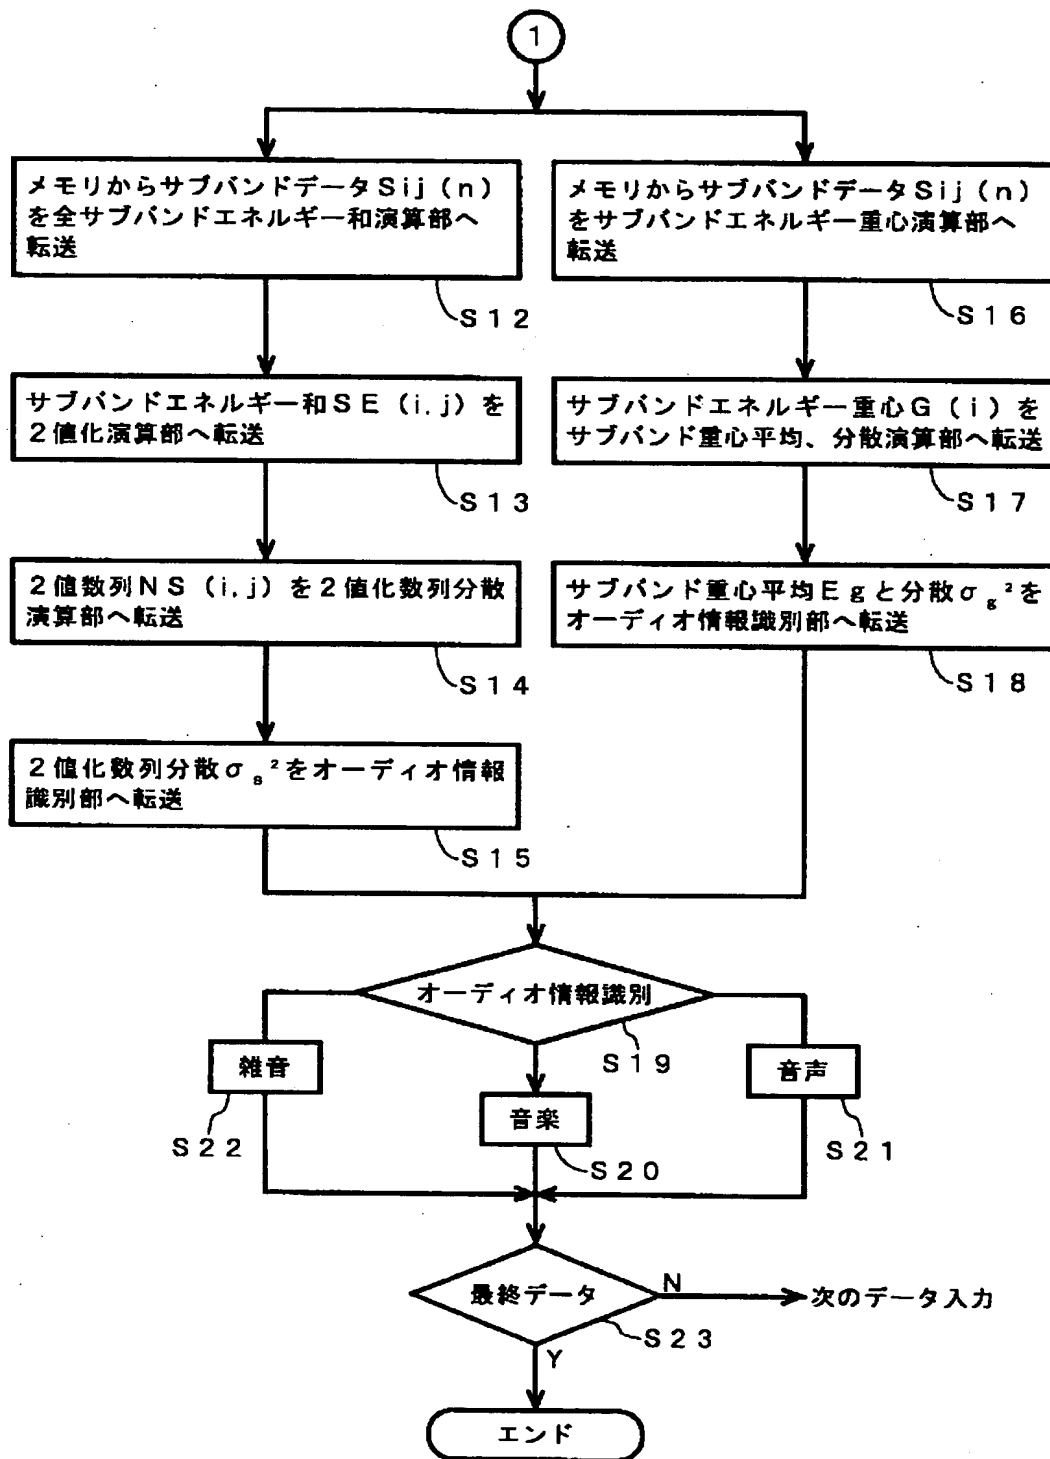 1
メモリからサブバンドデータSij(n)
を全サブバンドエネルギー和演算部へ
転送
S12
メモリからサブバンドデータSij(n)
をサブバンドエネルギー重心演算部へ
転送
S16
サブバンドエネルギー和SE(i,j)を
2値化演算部へ転送
S13
サブバンドエネルギー重心G(i)を
サブバンド重心平均、分散演算部へ転送
S17
2値数列NS(i,j)を2値化数列分散
演算部へ転送
S14
サブバンド重心平均Egと分散σg²を
オーディオ情報識別部へ転送
S18
2値化数列分散σs²をオーディオ情報
識別部へ転送
S15
オーディオ情報識別
S19
雑音
S22
音楽
S20
音声
S21
最終データ
N
次のデータ入力
S23
Y
エンド